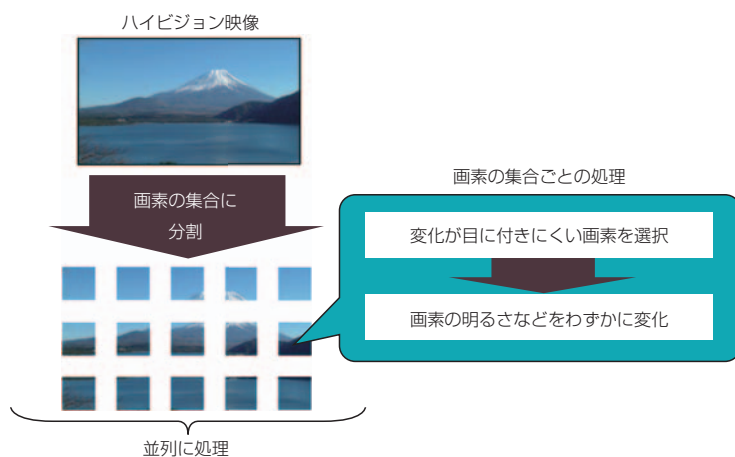 ハイビジョン映像
画素の集合に
分割
画素の集合ごとの処理
変化が目に付きにくい画素を選択
画素の明るさなどをわずかに変化
並列に処理